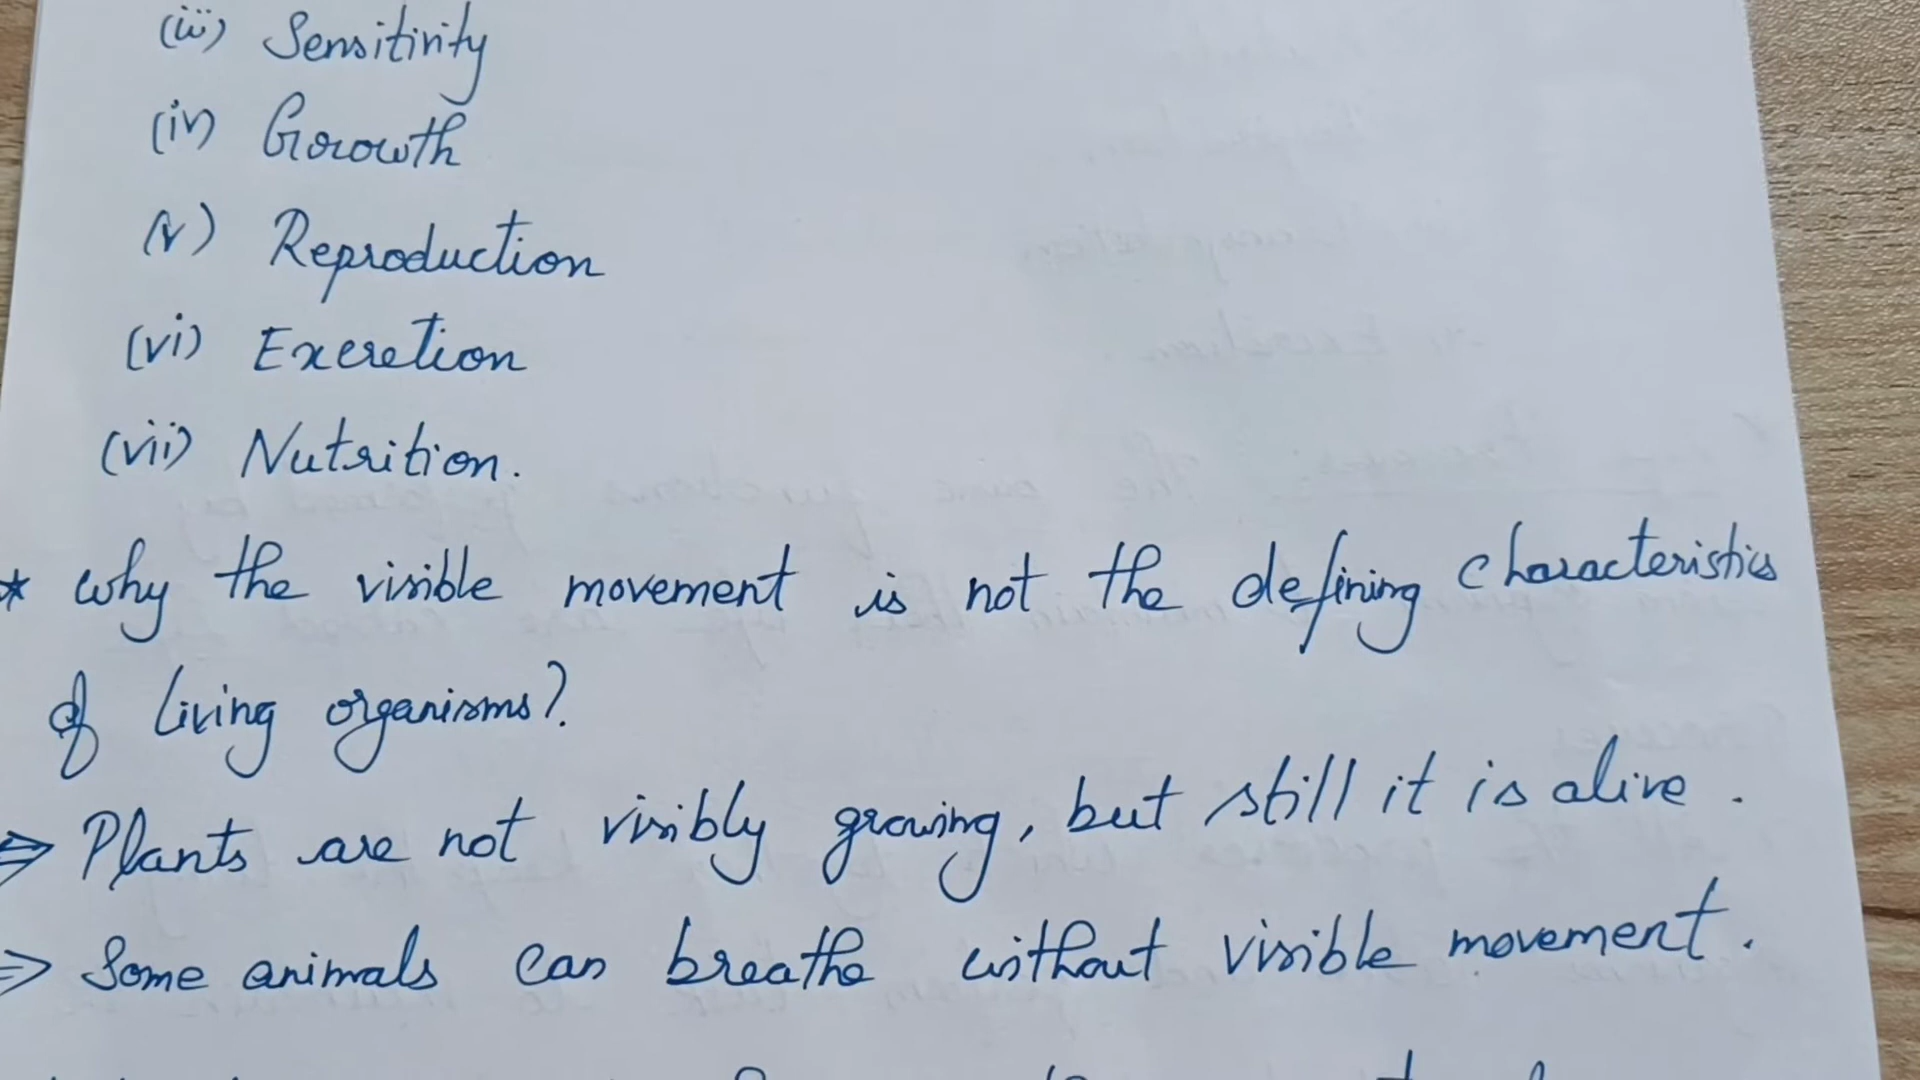 (iii) Sensitivity
(iv) Growth
(v) Reproduction
(vi) Excretion
(vii) Nutrition.
* why the visible movement is not the defining characteristics
of living organisms?
⇒ Plants are not visibly growing, but still it is alive.
⇒ Some animals can breathe without visible movement.